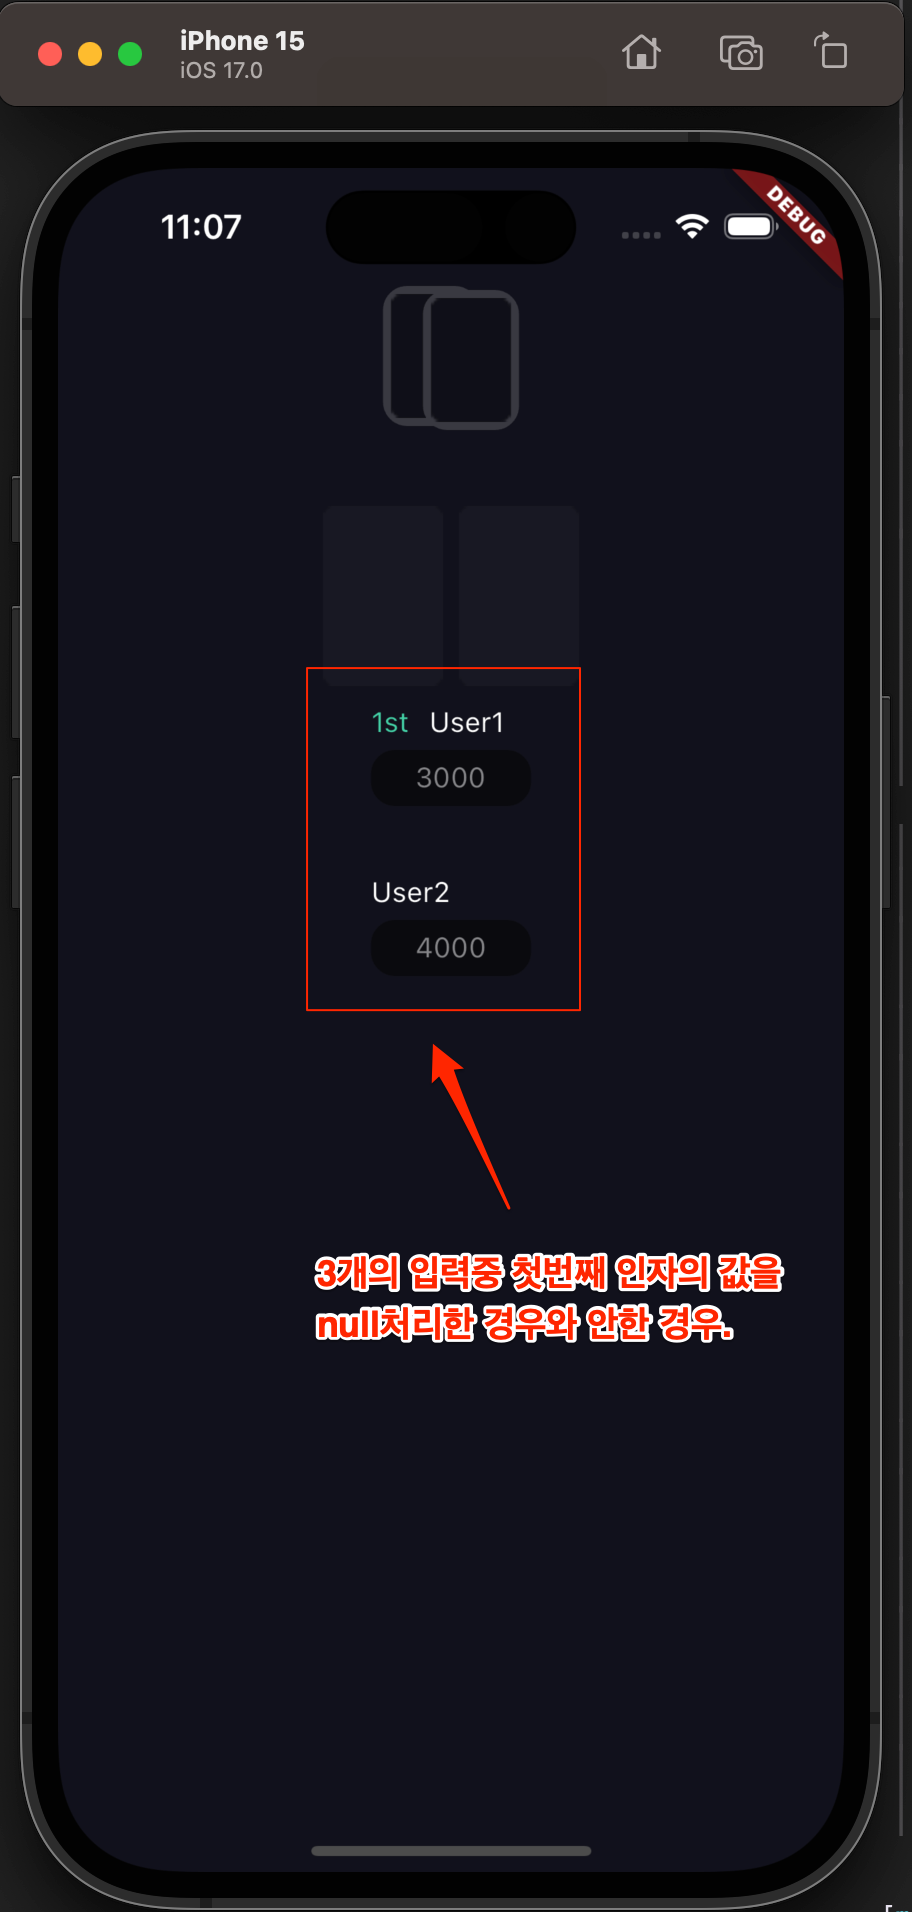 iPhone 15
iOS 17.0
11:07
DEBUG
1st User1
3000
User2
4000
3개의 입력중 첫번째 인자의 값을
null처리한 경우와 안한 경우.